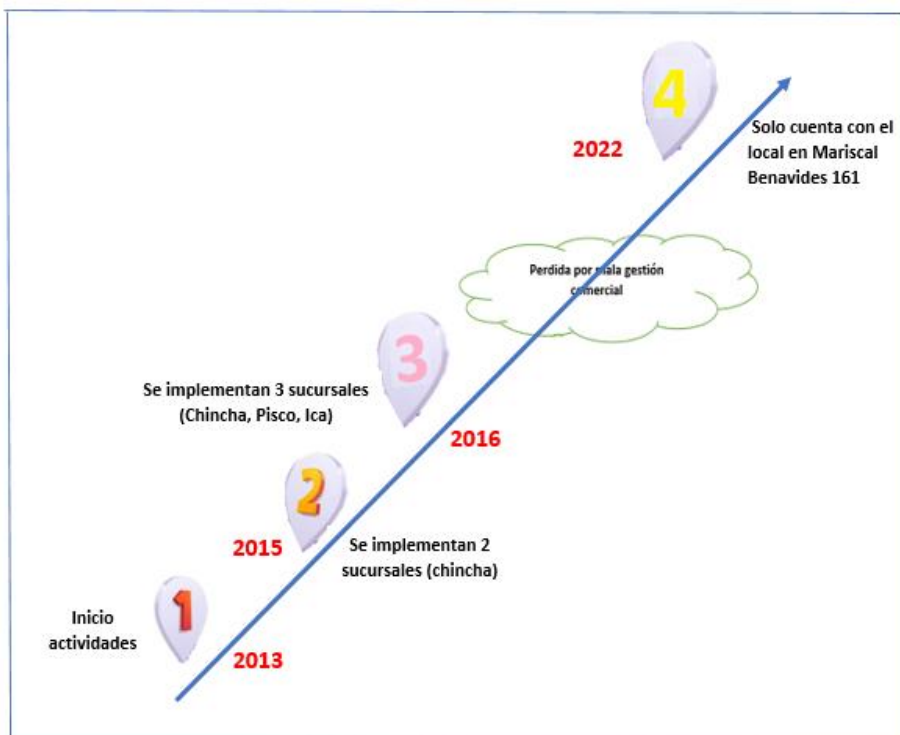 4
2022
Solo cuenta con el
local en Mariscal
Benavides 161
Perdida por mala gestión
comercial
3
Se implementan 3 sucursales
(Chincha, Pisco, Ica)
2016
2
2015
Se implementan 2
sucursales (chincha)
1
Inicio
actividades
2013